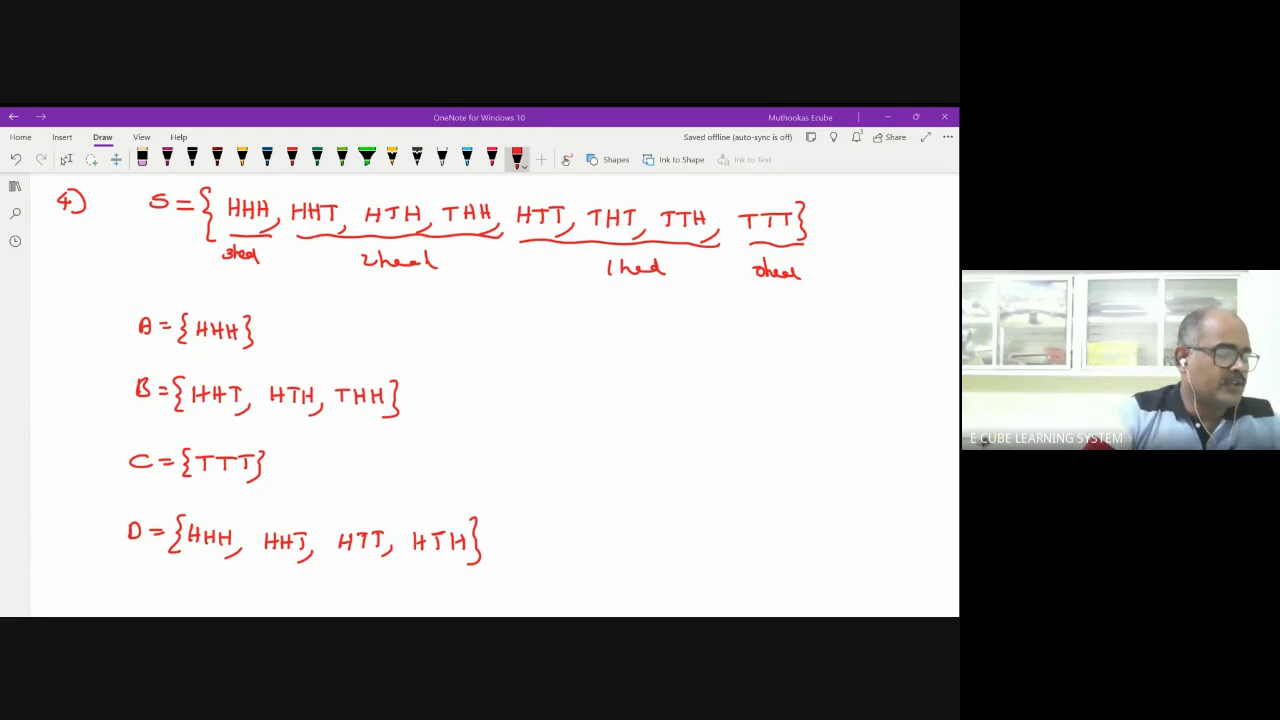 OneNote for Windows 10
Muthookas Ecube
Home Insert Draw View Help
Saved offline (auto-sync is off) Share
Shapes Ink to Shape Ink to Text
4) S = {HHH, HHT, HTH, THH, HTT, THT, TTH, TTT}
3hed 2head 1hed 0head
A = {HHH}
B = {HHT, HTH, THH}
C = {TTT}
D = {HHH, HHT, HTT, HTH}
E CUBE LEARNING SYSTEM